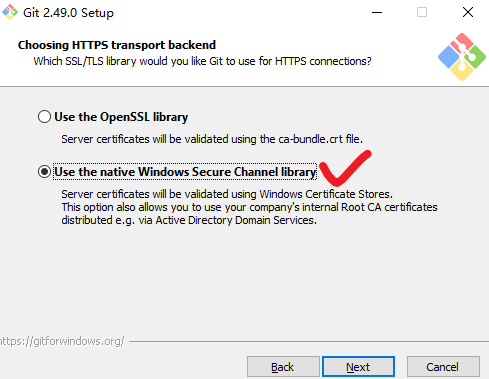 Git 2.49.0 Setup
Choosing HTTPS transport backend
Which SSL/TLS library would you like Git to use for HTTPS connections?
Use the OpenSSL library
Server certificates will be validated using the ca-bundle.crt file.
Use the native Windows Secure Channel library
Server certificates will be validated using Windows Certificate Stores.
This option also allows you to use your company's internal Root CA certificates
distributed e.g. via Active Directory Domain Services.
https://gitforwindows.org/
Back
Next
Cancel